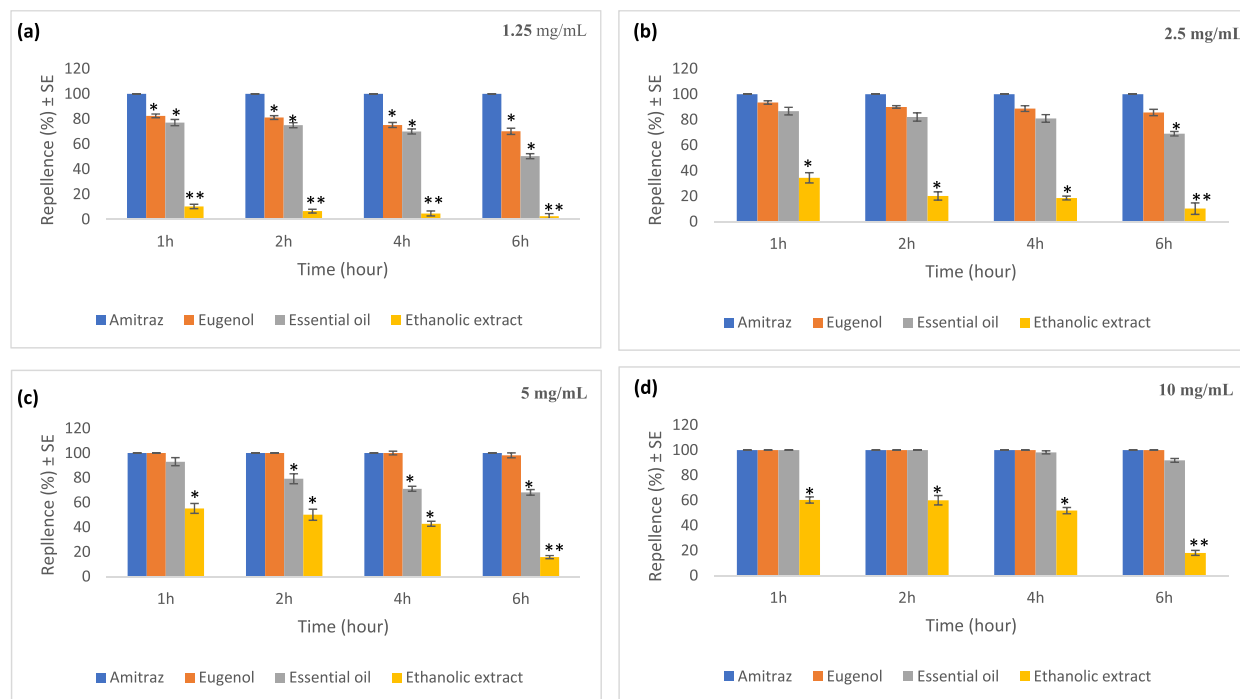 (a)
1.25 mg/mL
Repellence (%) ± SE
120
100
80
60
40
20
0
* * **
* * **
* * **
* * **
1h 2h 4h 6h
Time (hour)
Amitraz Eugenol Essential oil Ethanolic extract
(b)
2.5 mg/mL
Repellence (%) ± SE
120
100
80
60
40
20
0
*
*
*
* **
1h 2h 4h 6h
Time (hour)
Amitraz Eugenol Essential oil Ethanolic extract
(c)
5 mg/mL
Repllence (%) ± SE
120
100
80
60
40
20
0
*
* *
* *
* **
1h 2h 4h 6h
Time (hour)
Amitraz Eugenol Essential oil Ethanolic extract
(d)
10 mg/mL
Repellence (%) ± SE
120
100
80
60
40
20
0
*
*
*
**
1h 2h 4h 6h
Time (hour)
Amitraz Eugenol Essential oil Ethanolic extract